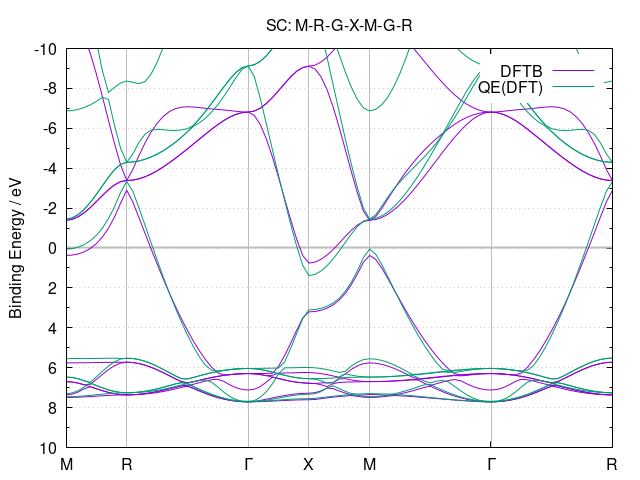 SC: M-R-G-X-M-G-R
Binding Energy / eV
-10
-8
-6
-4
-2
0
2
4
6
8
10
DFTB
QE(DFT)
M R Γ X M Γ R